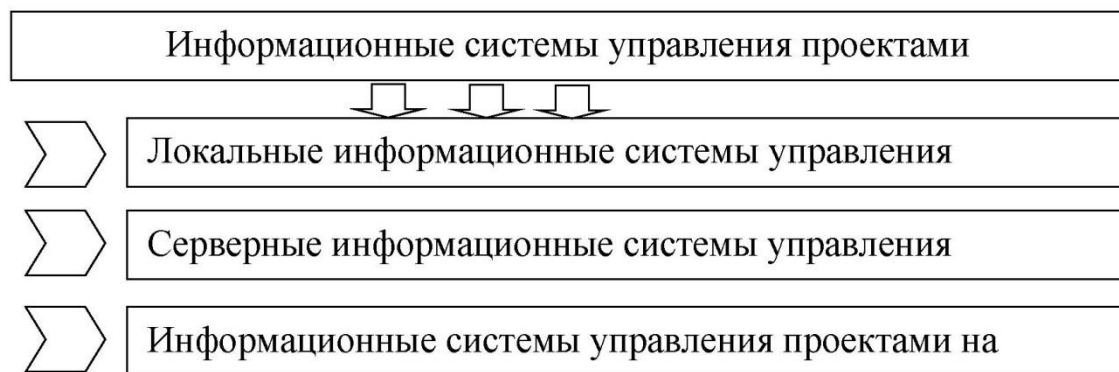 Информационные системы управления проектами
Локальные информационные системы управления
Серверные информационные системы управления
Информационные системы управления проектами на